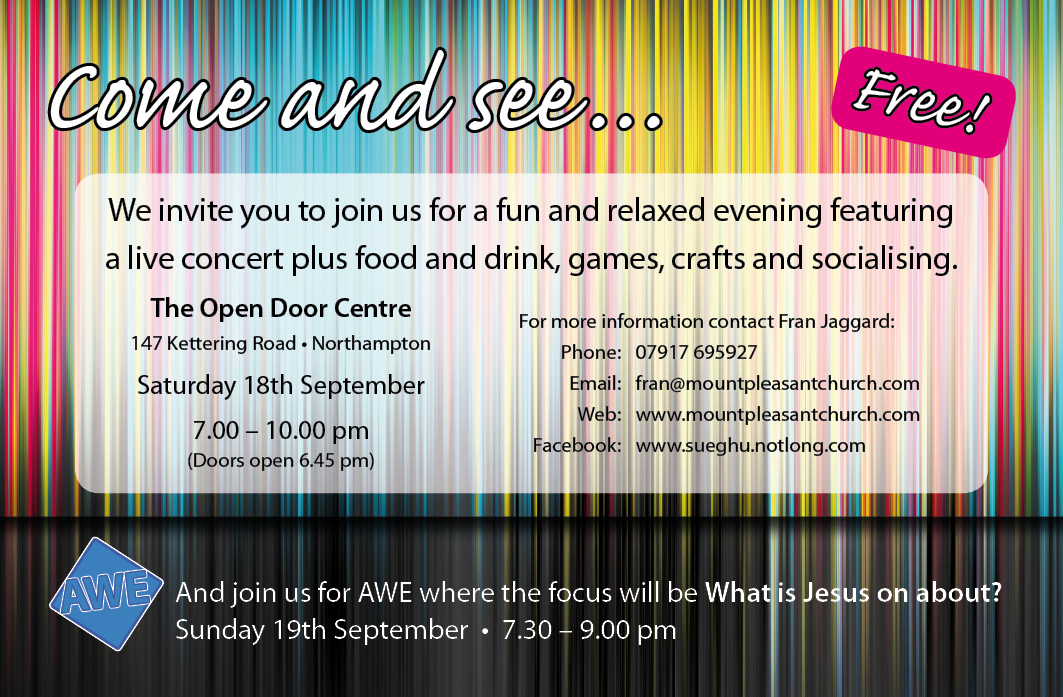 Come and see...
Free!
We invite you to join us for a fun and relaxed evening featuring
a live concert plus food and drink, games, crafts and socialising.
The Open Door Centre
147 Kettering Road • Northampton
Saturday 18th September
7.00 – 10.00 pm
(Doors open 6.45 pm)
For more information contact Fran Jaggard:
Phone: 07917 695927
Email: fran@mountpleasantchurch.com
Web: www.mountpleasantchurch.com
Facebook: www.sueghu.notlong.com
AWE
And join us for AWE where the focus will be What is Jesus on about?
Sunday 19th September • 7.30 – 9.00 pm